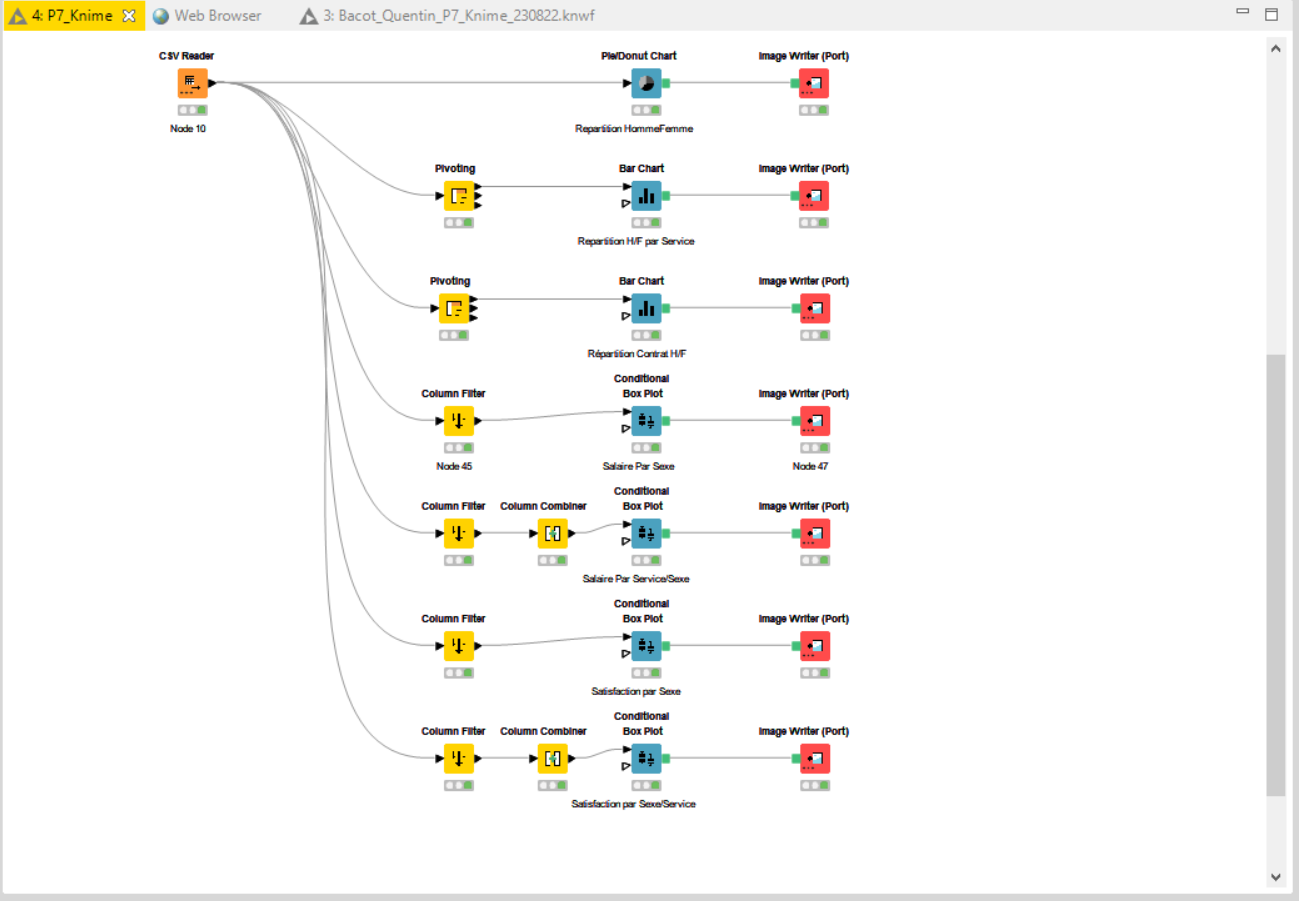 4: P7_Knime
Web Browser
3: Bacot_Quentin_P7_Knime_230822.knwf
CSV Reader
Node 10
Pie/Donut Chart
Repartition HommeFemme
Image Writer (Port)
Pivoting
Bar Chart
Repartition H/F par Service
Image Writer (Port)
Pivoting
Bar Chart
Répartition Contrat H/F
Image Writer (Port)
Column Filter
Node 45
Conditional
Box Plot
Salaire Par Sexe
Image Writer (Port)
Node 47
Column Filter
Column Combiner
Conditional
Box Plot
Salaire Par Service/Sexe
Image Writer (Port)
Column Filter
Conditional
Box Plot
Satisfaction par Sexe
Image Writer (Port)
Column Filter
Column Combiner
Conditional
Box Plot
Satisfaction par Sexe/Service
Image Writer (Port)